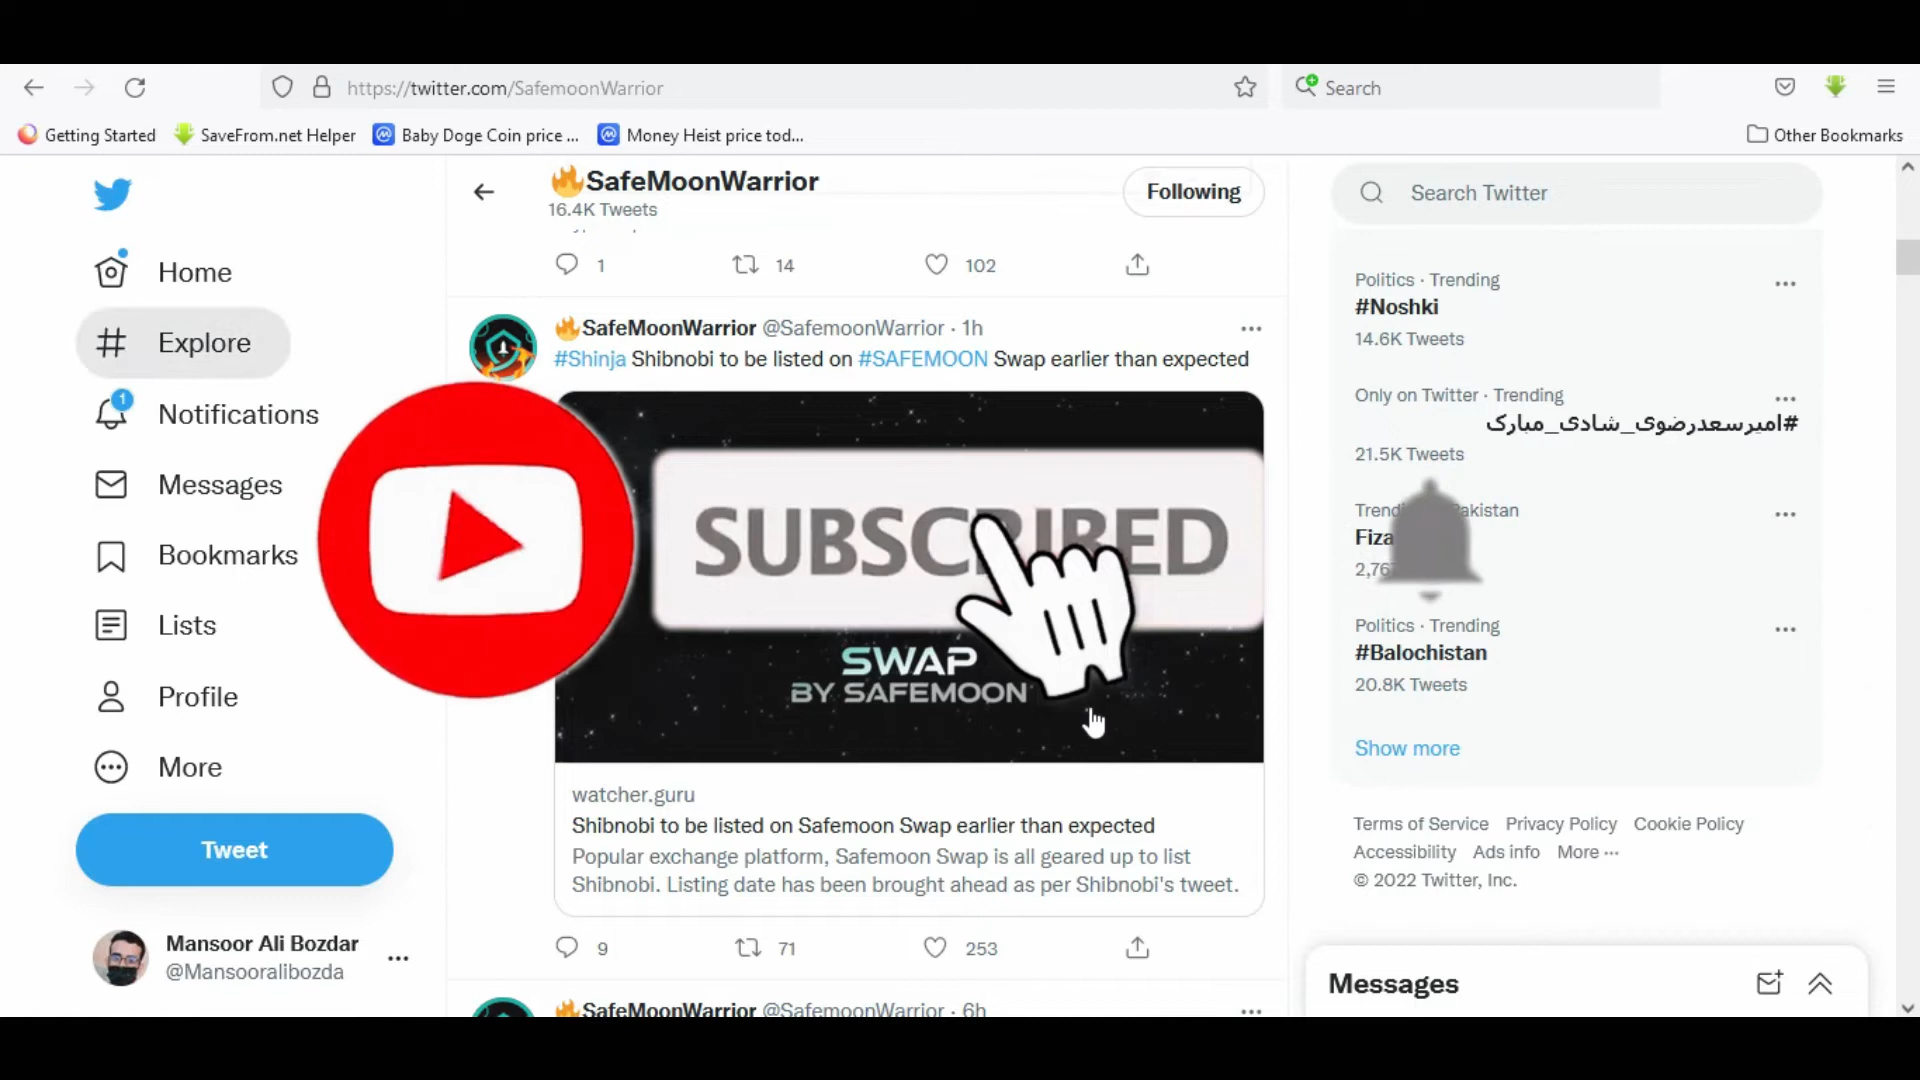 https://twitter.com/SafemoonWarrior
Search
Getting Started
SaveFrom.net Helper
Baby Doge Coin price ...
Money Heist price tod...
Other Bookmarks
Home
Explore
1
Notifications
Messages
Bookmarks
Lists
Profile
More
Tweet
Mansoor Ali Bozdar
@Mansooralibozda
🔥SafeMoonWarrior
16.4K Tweets
Following
1
14
102
🔥SafeMoonWarrior @SafemoonWarrior · 1h
#Shinja Shibnobi to be listed on #SAFEMOON Swap earlier than expected
SUBSCRIBED
SWAP
BY SAFEMOON
watcher.guru
Shibnobi to be listed on Safemoon Swap earlier than expected
Popular exchange platform, Safemoon Swap is all geared up to list
Shibnobi. Listing date has been brought ahead as per Shibnobi's tweet.
9
71
253
🔥SafeMoonWarrior @SafemoonWarrior · 6h
Search Twitter
Politics · Trending
#Noshki
14.6K Tweets
Only on Twitter · Trending
#امیرسعدرضوی_شادی_مبارک
21.5K Tweets
Politics · Trending
#Balochistan
20.8K Tweets
Show more
Terms of Service Privacy Policy Cookie Policy
Accessibility Ads info More ···
© 2022 Twitter, Inc.
Messages